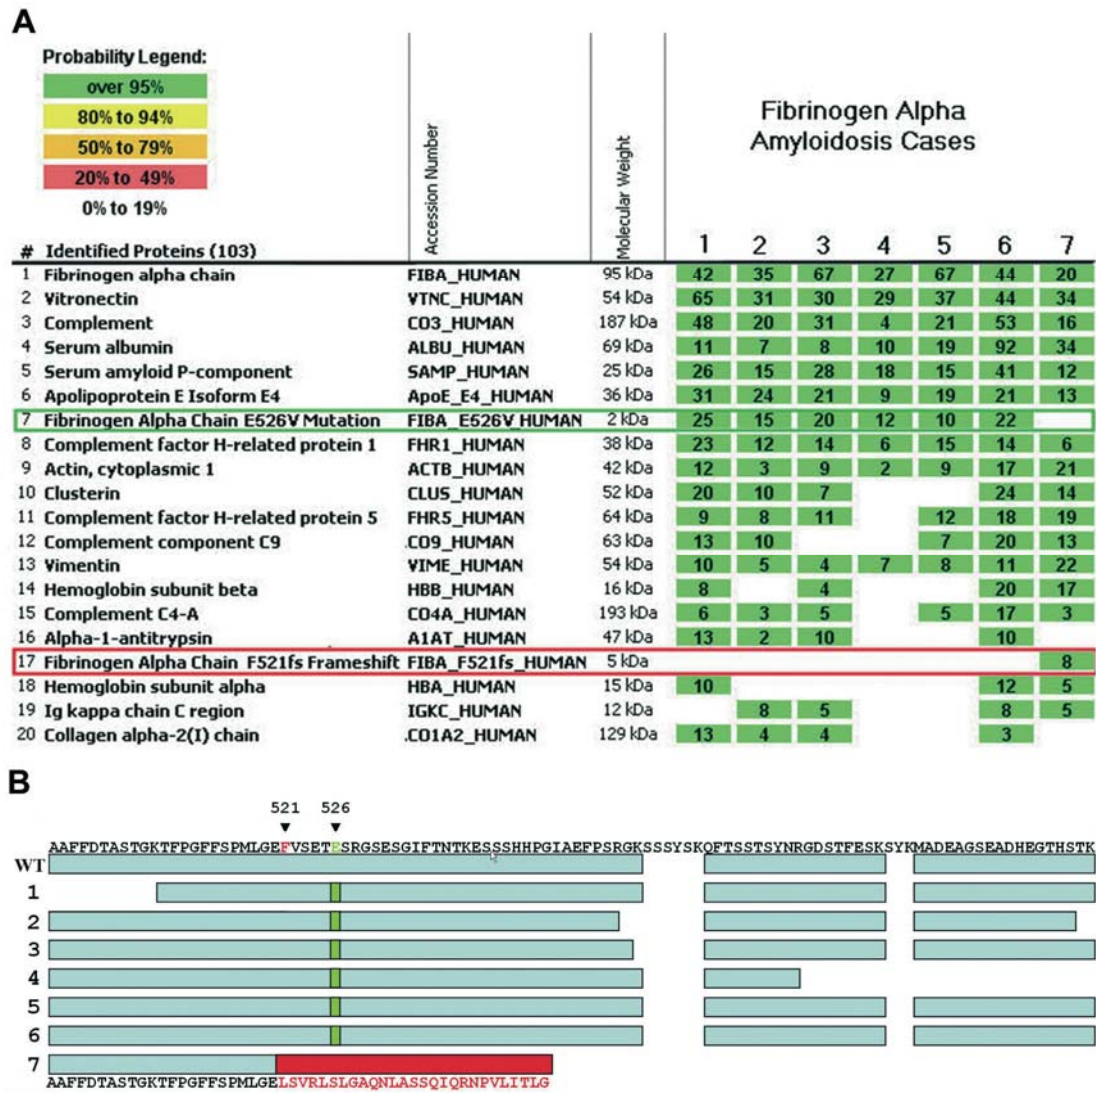 A
Probability Legend:
over 95%
80% to 94%
50% to 79%
20% to 49%
0% to 19%
Accession Number
Molecular Weight
Fibrinogen Alpha
Amyloidosis Cases
# Identified Proteins (103) 1 2 3 4 5 6 7
1 Fibrinogen alpha chain FIBA_HUMAN 95 kDa 42 35 67 27 67 44 20
2 Vitronectin VTNC_HUMAN 54 kDa 65 31 30 29 37 44 34
3 Complement CO3_HUMAN 187 kDa 48 20 31 4 21 53 16
4 Serum albumin ALBU_HUMAN 69 kDa 11 7 8 10 19 92 34
5 Serum amyloid P-component SAMP_HUMAN 25 kDa 26 15 28 18 15 41 12
6 Apolipoprotein E Isoform E4 ApoE_E4_HUMAN 36 kDa 31 24 21 9 19 21 13
7 Fibrinogen Alpha Chain E526V Mutation FIBA_E526V_HUMAN 2 kDa 25 15 20 12 10 22
8 Complement factor H-related protein 1 FHR1_HUMAN 38 kDa 23 12 14 6 15 14 6
9 Actin, cytoplasmic 1 ACTB_HUMAN 42 kDa 12 3 9 2 9 17 21
10 Clusterin CLUS_HUMAN 52 kDa 20 10 7 24 14
11 Complement factor H-related protein 5 FHR5_HUMAN 64 kDa 9 8 11 12 18 19
12 Complement component C9 .CO9_HUMAN 63 kDa 13 10 7 20 13
13 Vimentin VIME_HUMAN 54 kDa 10 5 4 7 8 11 22
14 Hemoglobin subunit beta HBB_HUMAN 16 kDa 8 4 20 17
15 Complement C4-A CO4A_HUMAN 193 kDa 6 3 5 5 17 3
16 Alpha-1-antitrypsin A1AT_HUMAN 47 kDa 13 2 10 10
17 Fibrinogen Alpha Chain F521fs Frameshift FIBA_F521fs_HUMAN 5 kDa 8
18 Hemoglobin subunit alpha HBA_HUMAN 15 kDa 10 12 5
19 Ig kappa chain C region IGKC_HUMAN 12 kDa 8 5 8 5
20 Collagen alpha-2(I) chain .CO1A2_HUMAN 129 kDa 13 4 4 3
B
521 526
AAFFDTASTGKTFPGFFSPMLGEFVSETESRGSESGIFTNTKESSSHHPGIAEFPSRGKSSSYSKQFTSSTSYNRGDSTFESKSYKMADEAGSEADHEGTHSTK
WT
1
2
3
4
5
6
7
AAFFDTASTGKTFPGFFSPMLGELSVRLSLGAQNLASSQIQRNPVLITLG